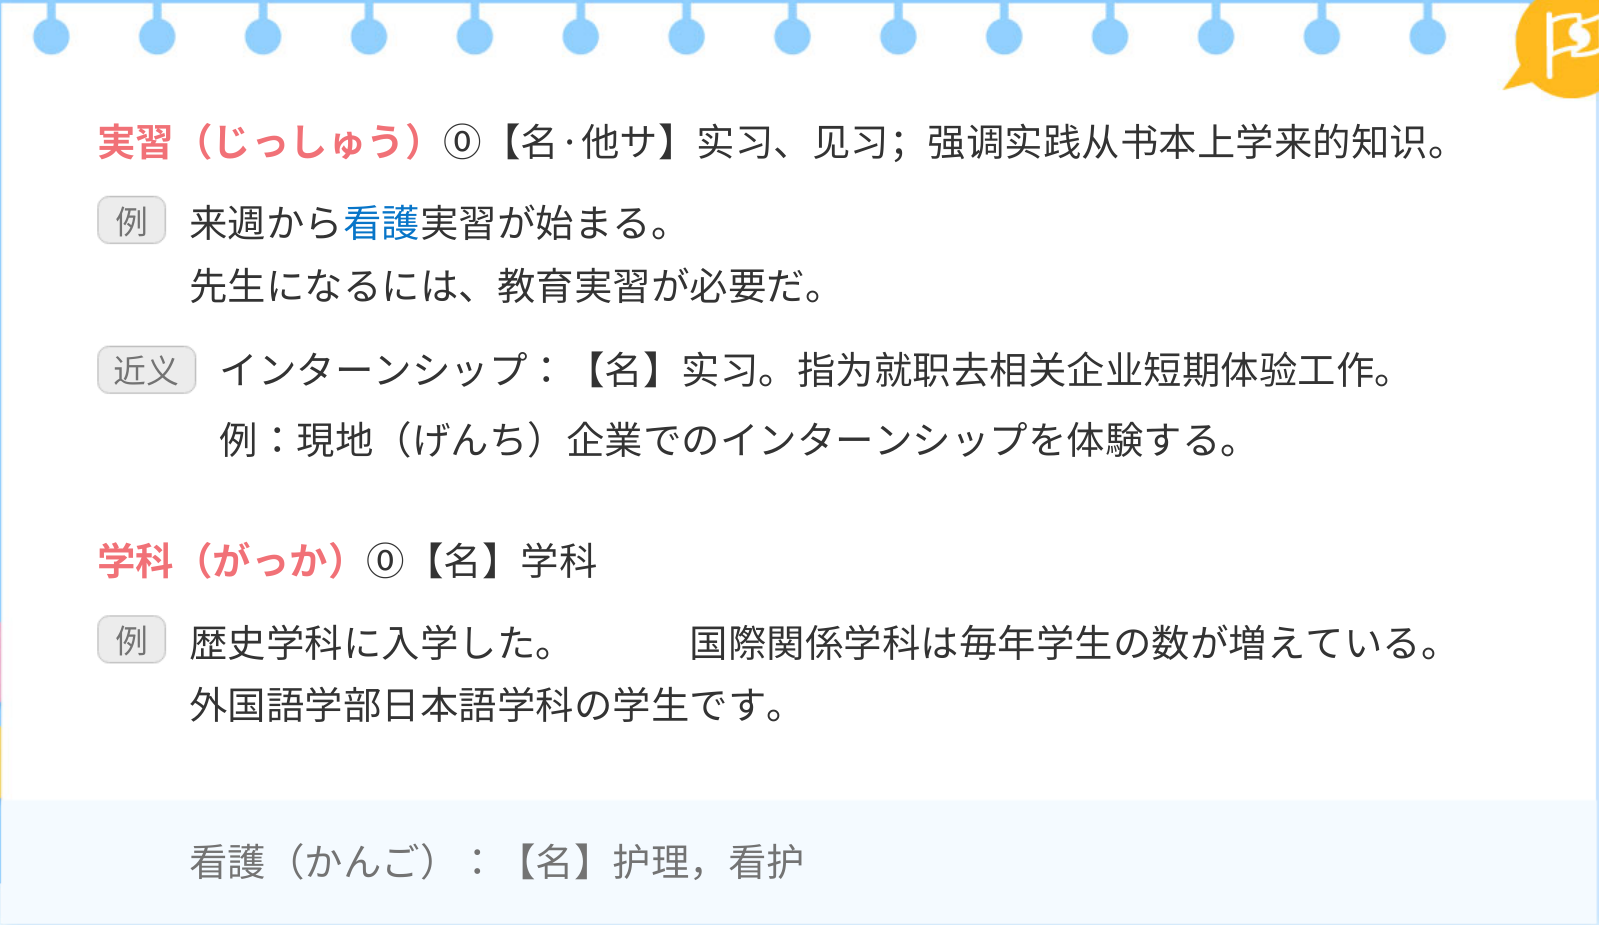 実習（じっしゅう）⓪【名·他サ】实习、见习；强调实践从书本上学来的知识。
例 来週から看護実習が始まる。
先生になるには、教育実習が必要だ。
近义 インターンシップ：【名】实习。指为就职去相关企业短期体验工作。
例：現地（げんち）企業でのインターンシップを体験する。
学科（がっか）⓪【名】学科
例 歴史学科に入学した。 国際関係学科は毎年学生の数が増えている。
外国語学部日本語学科の学生です。
看護（かんご）：【名】护理，看护